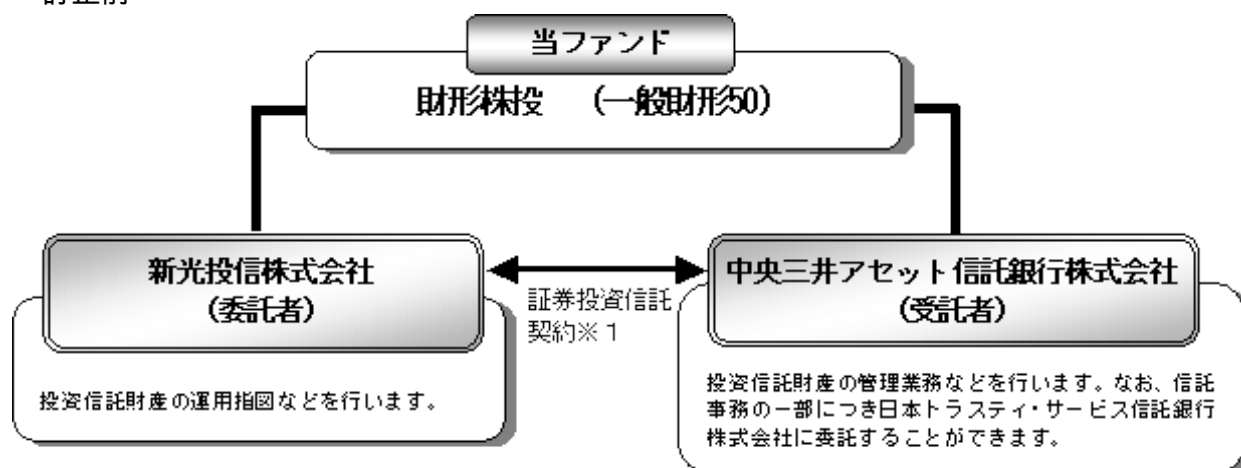 当ファンド
財形株投 （一般財形50）
新光投信株式会社
（委託者）
証券投資信託
契約※１
中央三井アセット信託銀行株式会社
（受託者）
投資信託財産の運用指図などを行います。
投資信託財産の管理業務などを行います。なお、信託
事務の一部につき日本トラスティ・サービス信託銀行
株式会社に委託することができます。